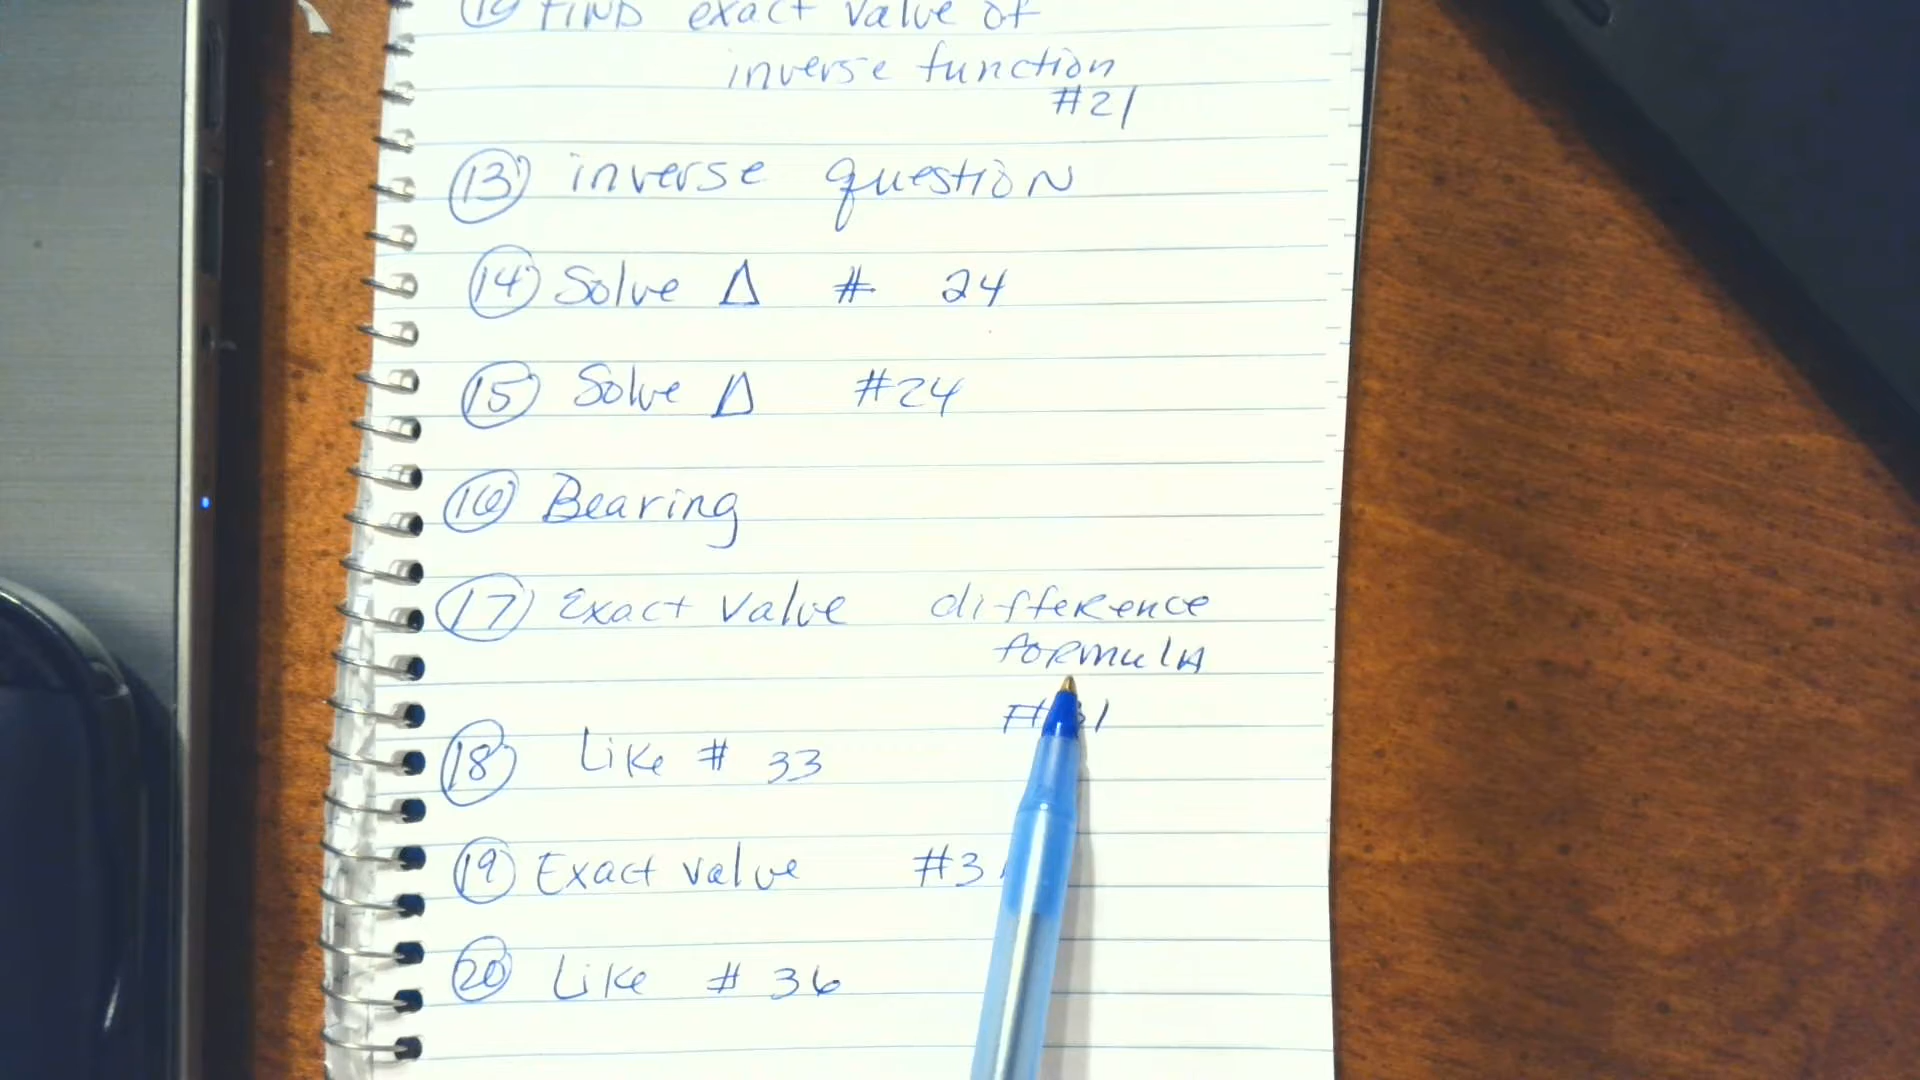 FIND exact value of
inverse function
#21
13 inverse question
14 Solve Δ # 24
15 Solve Δ #24
16 Bearing
17 Exact Value difference
formula
18 Like # 33
19 Exact value
20 Like # 36